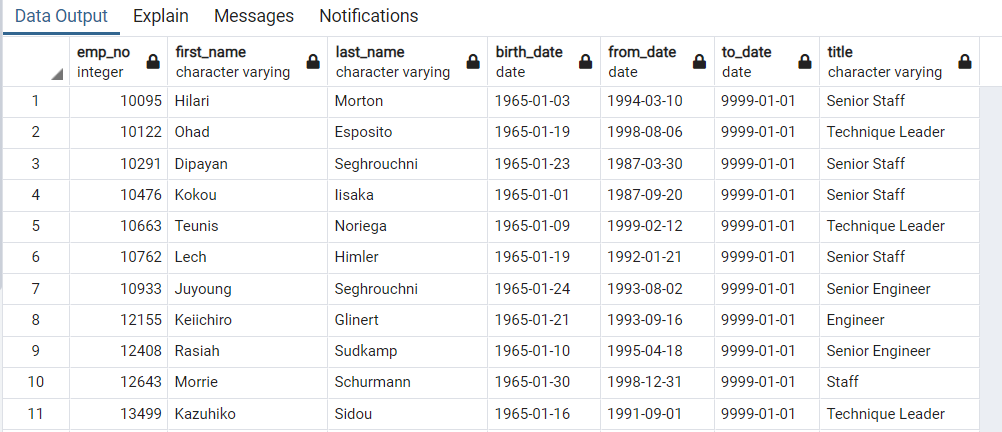 Data Output Explain Messages Notifications
emp_no first_name last_name birth_date from_date to_date title
integer character varying character varying date date date character varying
1 10095 Hilari Morton 1965-01-03 1994-03-10 9999-01-01 Senior Staff
2 10122 Ohad Esposito 1965-01-19 1998-08-06 9999-01-01 Technique Leader
3 10291 Dipayan Seghrouchni 1965-01-23 1987-03-30 9999-01-01 Senior Staff
4 10476 Kokou Iisaka 1965-01-01 1987-09-20 9999-01-01 Senior Staff
5 10663 Teunis Noriega 1965-01-09 1999-02-12 9999-01-01 Technique Leader
6 10762 Lech Himler 1965-01-19 1992-01-21 9999-01-01 Senior Staff
7 10933 Juyoung Seghrouchni 1965-01-24 1993-08-02 9999-01-01 Senior Engineer
8 12155 Keiichiro Glinert 1965-01-21 1993-09-16 9999-01-01 Engineer
9 12408 Rasiah Sudkamp 1965-01-10 1995-04-18 9999-01-01 Senior Engineer
10 12643 Morrie Schurmann 1965-01-30 1998-12-31 9999-01-01 Staff
11 13499 Kazuhiko Sidou 1965-01-16 1991-09-01 9999-01-01 Technique Leader